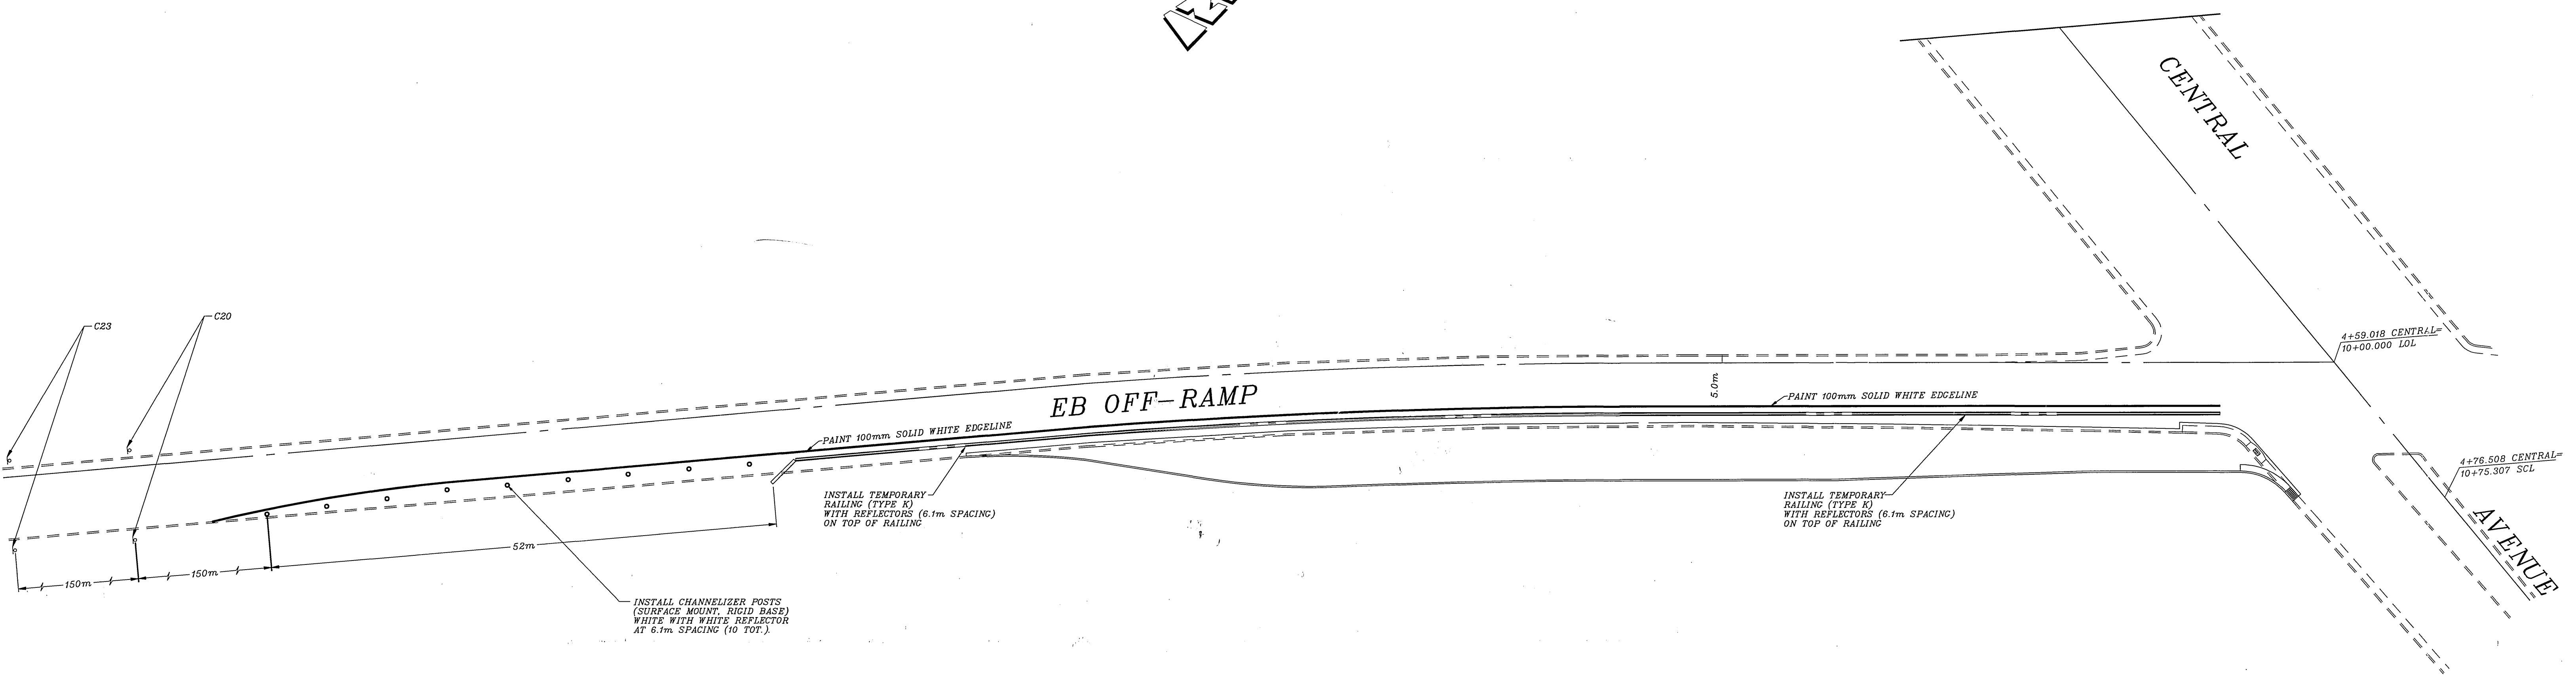 CENTRAL
C23
C20
4+59.018 CENTRAL=
10+00.000 LOL
5.0m
EB OFF-RAMP
PAINT 100mm SOLID WHITE EDGELINE
PAINT 100mm SOLID WHITE EDGELINE
4+76.508 CENTRAL=
10+75.307 SCL
INSTALL TEMPORARY
RAILING (TYPE K)
WITH REFLECTORS (6.1m SPACING)
ON TOP OF RAILING
INSTALL TEMPORARY
RAILING (TYPE K)
WITH REFLECTORS (6.1m SPACING)
ON TOP OF RAILING
AVENUE
52m
150m
150m
INSTALL CHANNELIZER POSTS
(SURFACE MOUNT, RIGID BASE)
WHITE WITH WHITE REFLECTOR
AT 6.1m SPACING (10 TOT.).